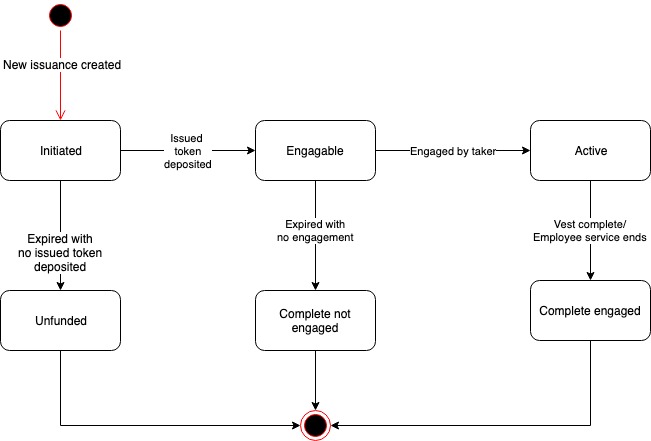 New issuance created
Initiated
Issued
token
deposited
Engagable
Engaged by taker
Active
Expired with
no issued token
deposited
Expired with
no engagement
Vest complete/
Employee service ends
Unfunded
Complete not
engaged
Complete engaged